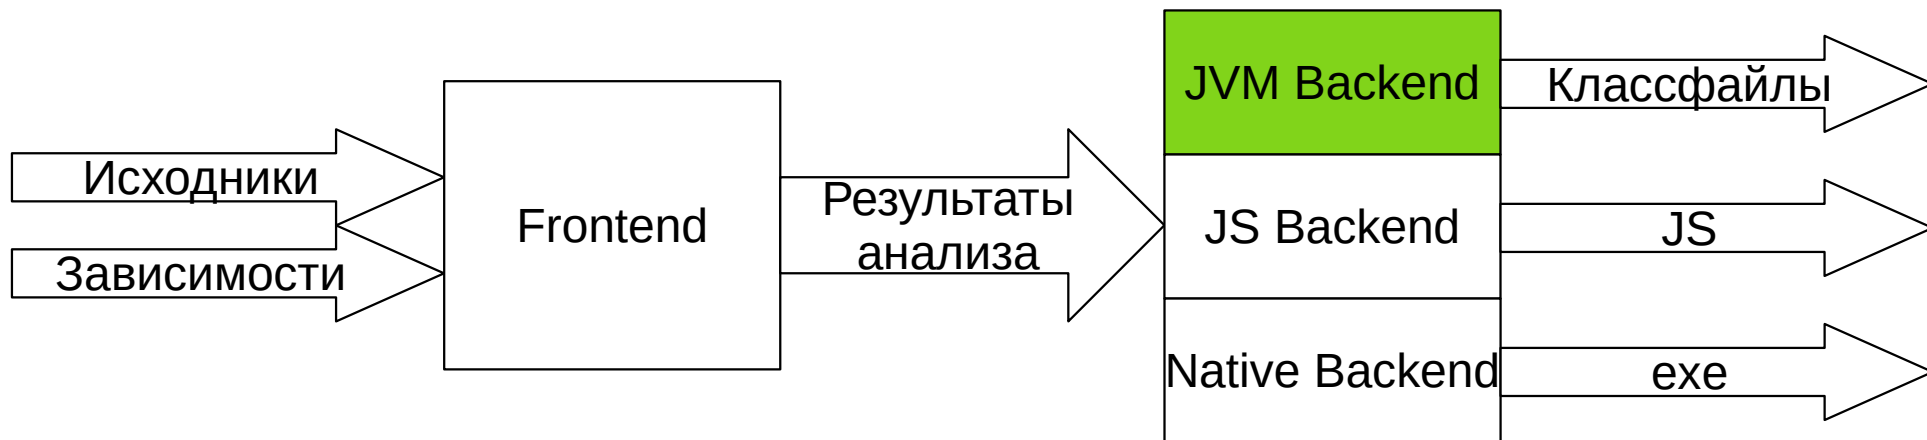 Исходники
Зависимости
Frontend
Результаты
анализа
JVM Backend
JS Backend
Native Backend
Классфайлы
JS
exe